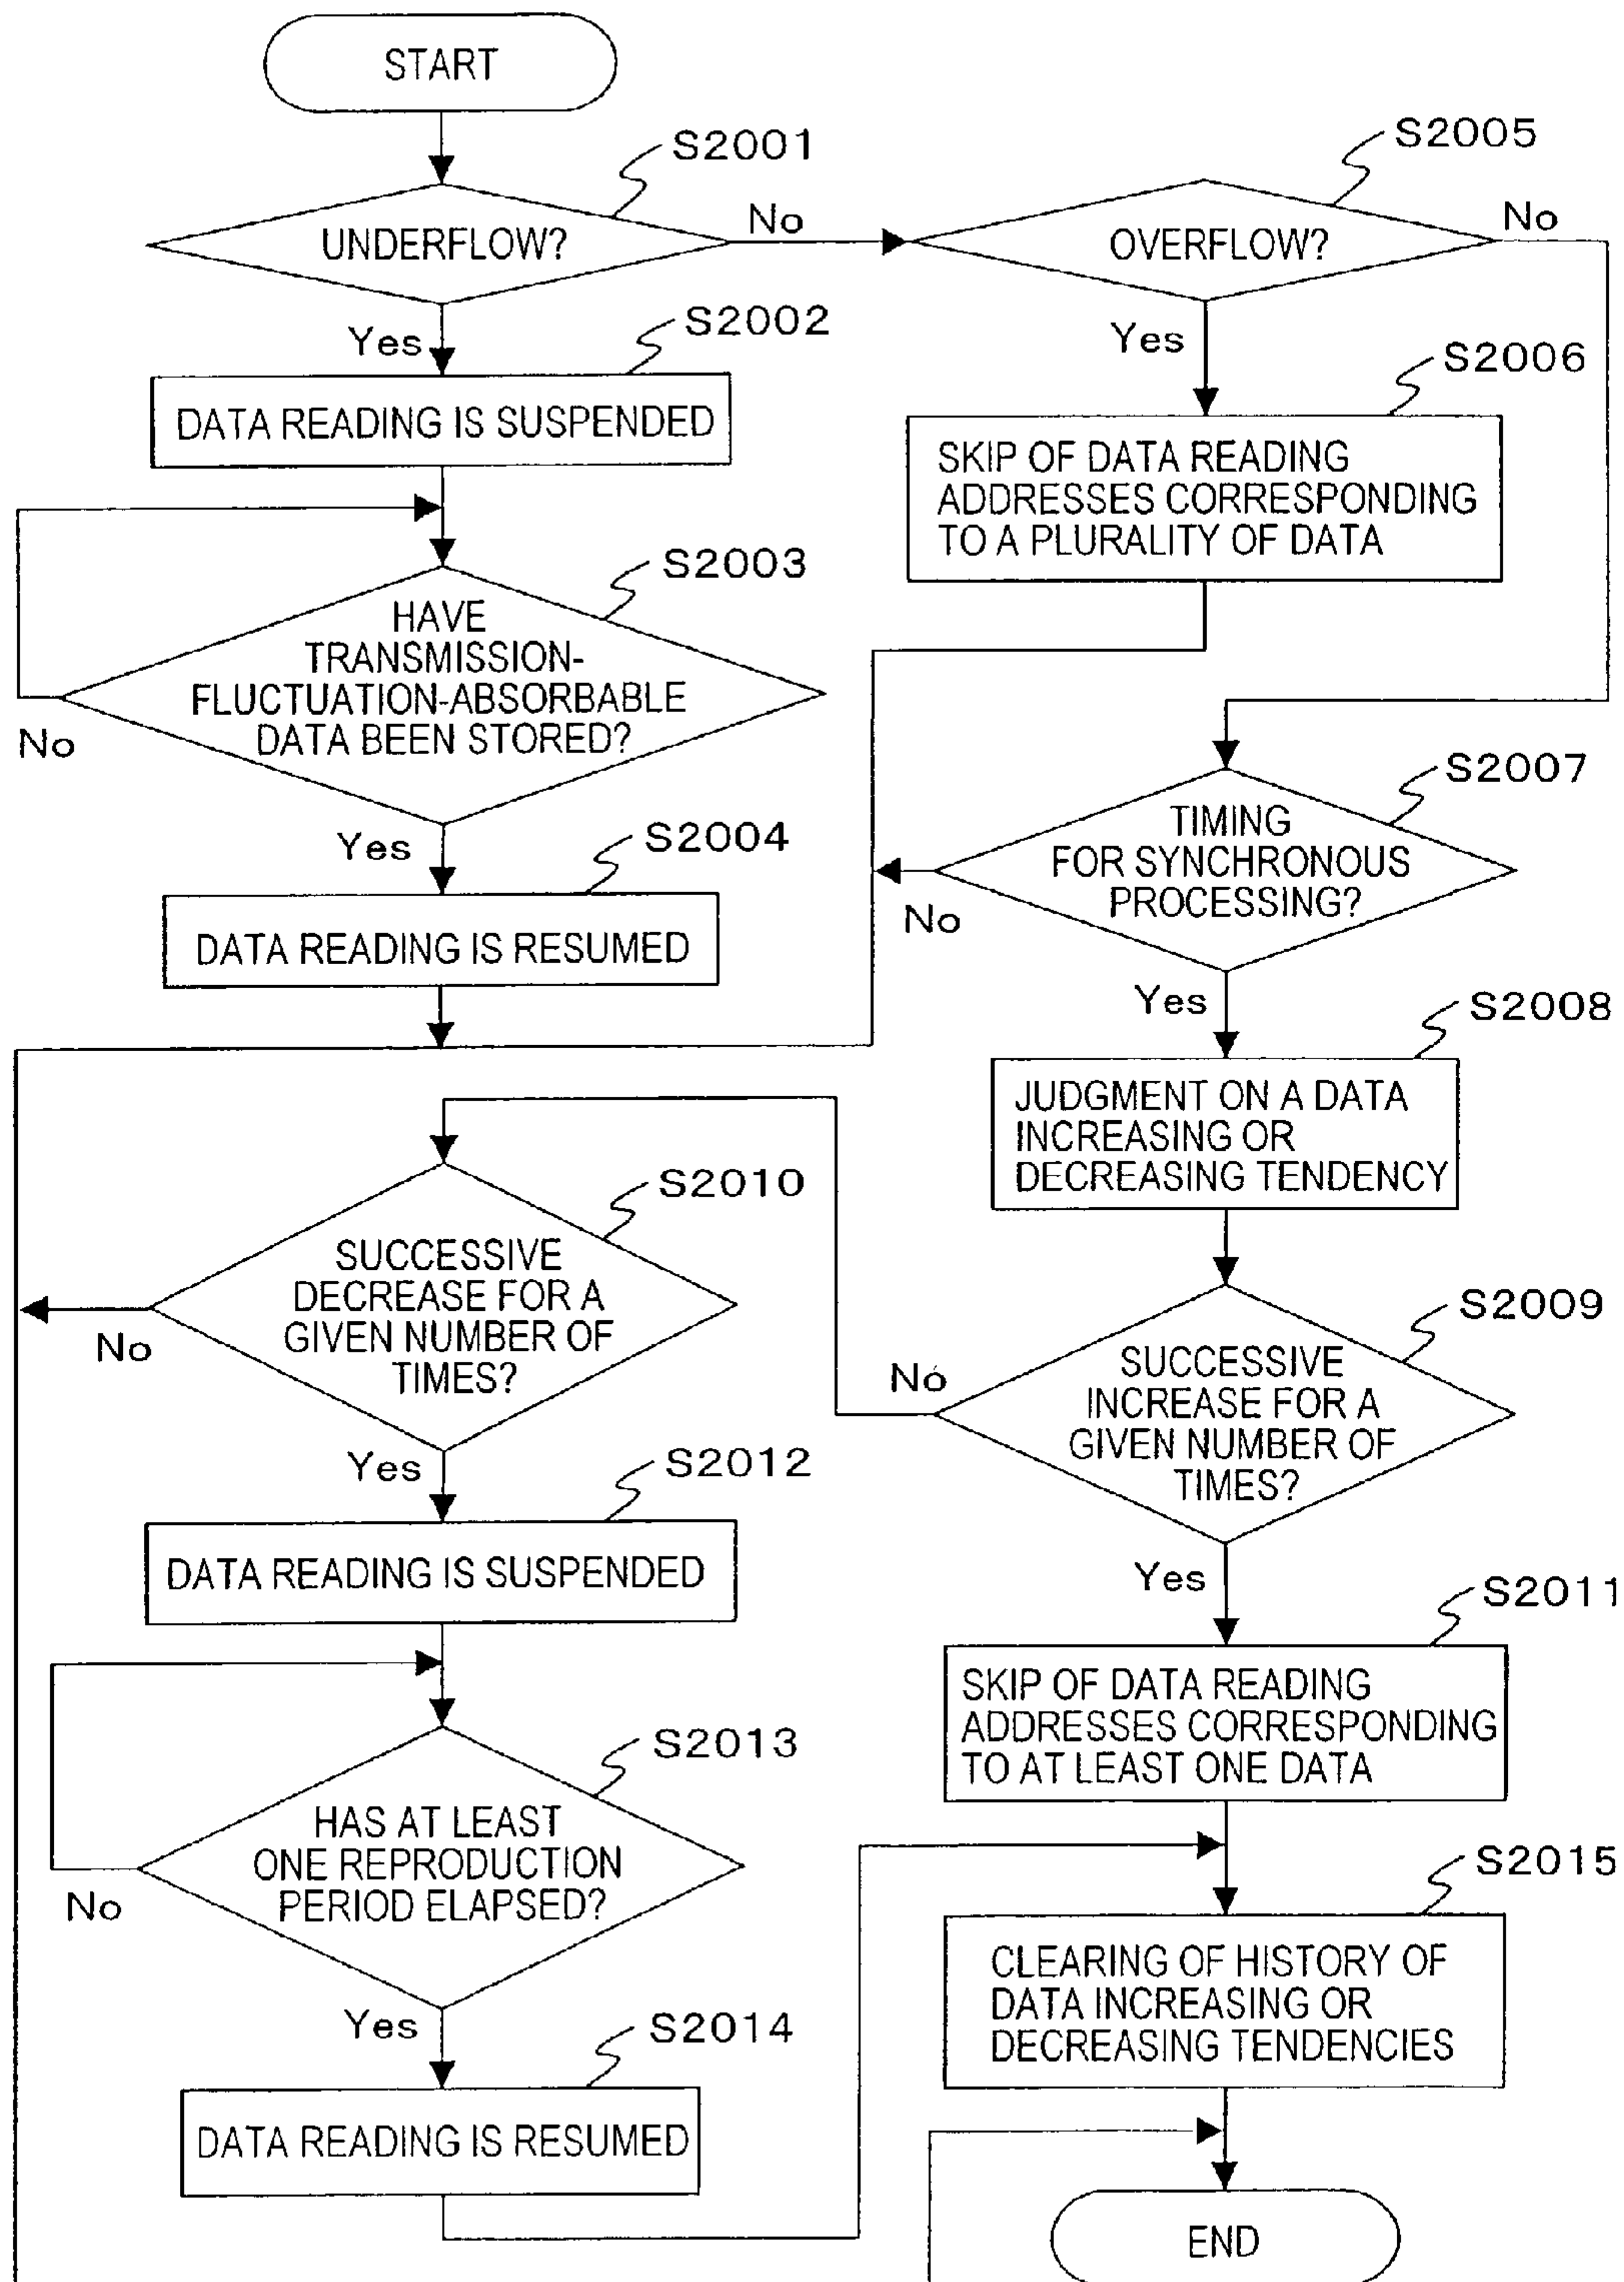 START
S2001
UNDERFLOW?
No
Yes
S2002
DATA READING IS SUSPENDED
S2003
HAVE
TRANSMISSION-
FLUCTUATION-ABSORBABLE
DATA BEEN STORED?
No
Yes
S2004
DATA READING IS RESUMED
S2005
OVERFLOW?
No
Yes
S2006
SKIP OF DATA READING
ADDRESSES CORRESPONDING
TO A PLURALITY OF DATA
S2007
TIMING
FOR SYNCHRONOUS
PROCESSING?
No
Yes
S2008
JUDGMENT ON A DATA
INCREASING OR
DECREASING TENDENCY
S2009
SUCCESSIVE
INCREASE FOR A
GIVEN NUMBER OF
TIMES?
No
Yes
S2010
SUCCESSIVE
DECREASE FOR A
GIVEN NUMBER OF
TIMES?
No
Yes
S2012
DATA READING IS SUSPENDED
S2013
HAS AT LEAST
ONE REPRODUCTION
PERIOD ELAPSED?
No
Yes
S2014
DATA READING IS RESUMED
S2011
SKIP OF DATA READING
ADDRESSES CORRESPONDING
TO AT LEAST ONE DATA
S2015
CLEARING OF HISTORY OF
DATA INCREASING OR
DECREASING TENDENCIES
END